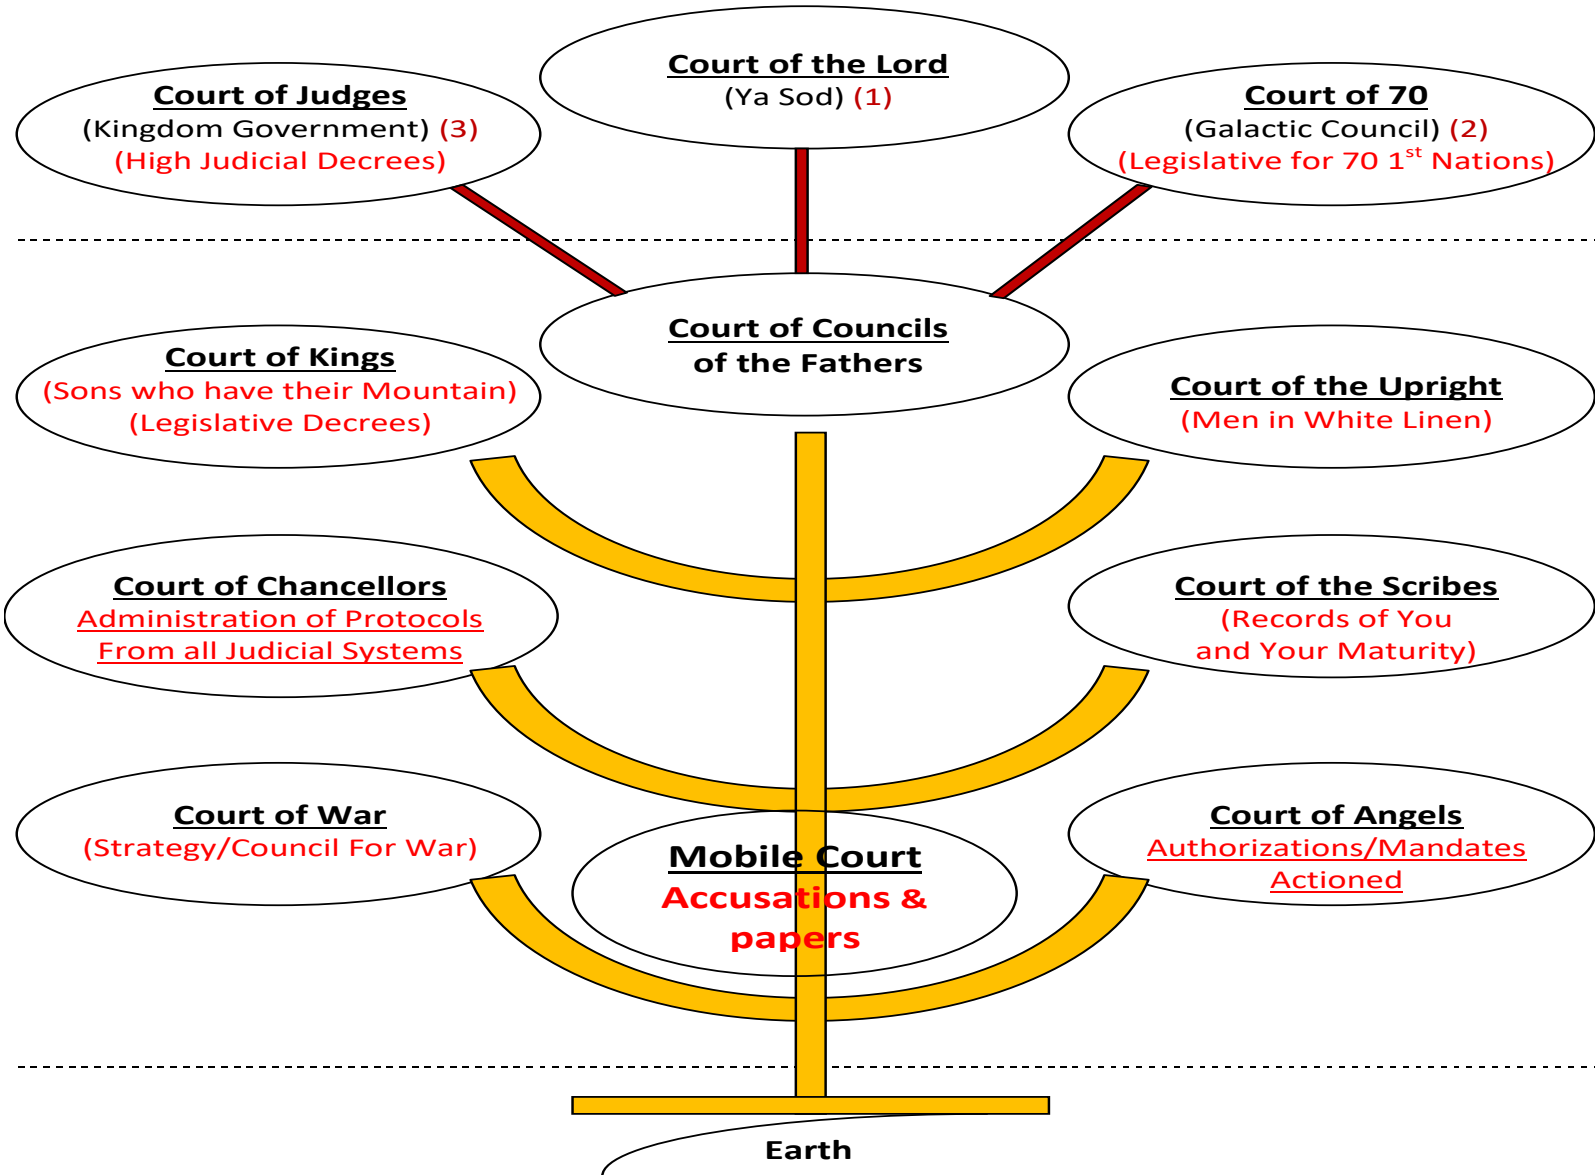 Court of the Lord
(Ya Sod) (1)
Court of Judges
(Kingdom Government) (3)
(High Judicial Decrees)
Court of 70
(Galactic Council) (2)
(Legislative for 70 1st Nations)
Court of Councils
of the Fathers
Court of Kings
(Sons who have their Mountain)
(Legislative Decrees)
Court of the Upright
(Men in White Linen)
Court of Chancellors
Administration of Protocols
From all Judicial Systems
Court of the Scribes
(Records of You
and Your Maturity)
Court of War
(Strategy/Council For War)
Mobile Court
Accusations &
papers
Court of Angels
Authorizations/Mandates
Actioned
Earth